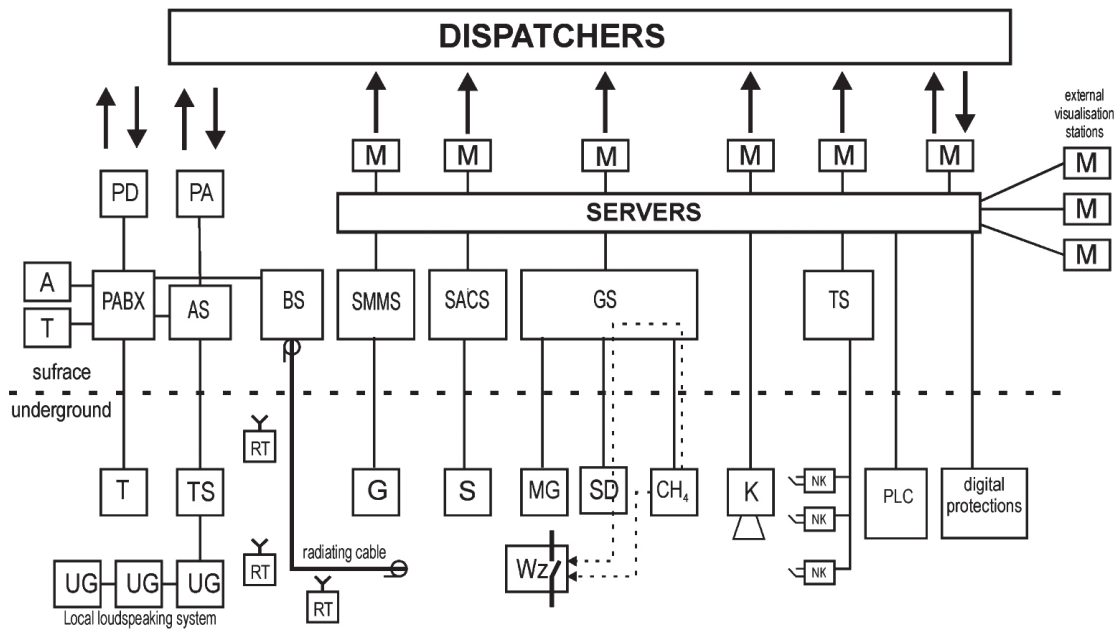 DISPATCHERS
external
visualisation
stations
M M M M M M
M
PD PA
SERVERS
M
M
A
PABX
AS
BS
SMMS
SACS
GS
TS
T
sufrace
underground
RT
T
TS
G
S
MG
SD
CH4
K
NK
PLC
digital
protections
NK
RT
radiating cable
Wz
NK
UG UG UG
RT
Local loudspeaking system